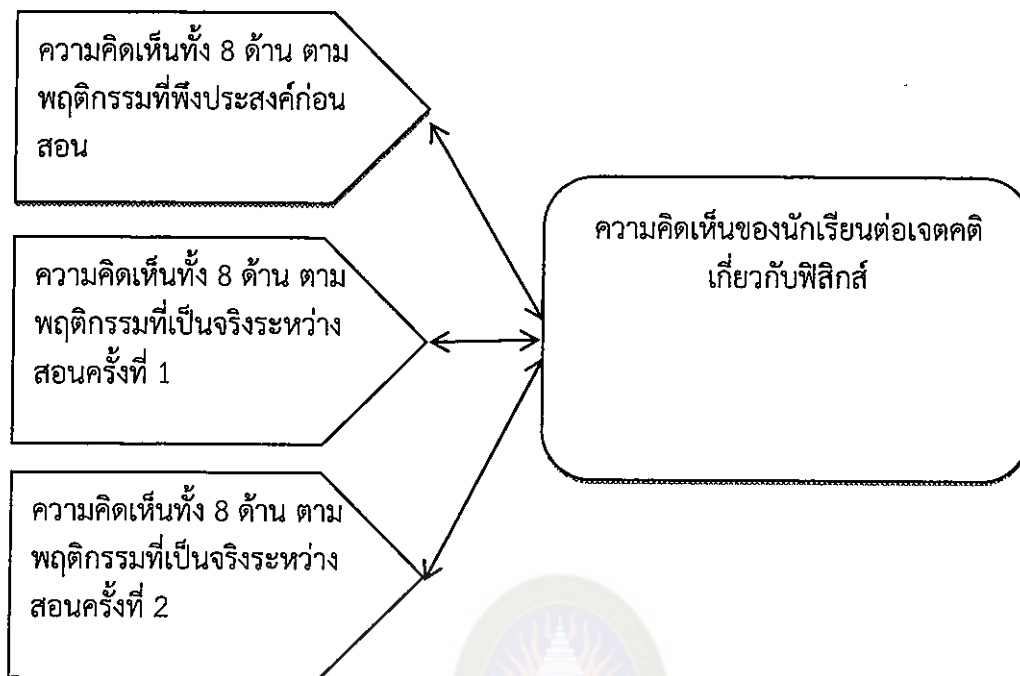 ความคิดเห็นทั้ง 8 ด้าน ตาม
พฤติกรรมที่พึงประสงค์ก่อน
สอน
ความคิดเห็นทั้ง 8 ด้าน ตาม
พฤติกรรมที่เป็นจริงระหว่าง
สอนครั้งที่ 1
ความคิดเห็นทั้ง 8 ด้าน ตาม
พฤติกรรมที่เป็นจริงระหว่าง
สอนครั้งที่ 2
ความคิดเห็นของนักเรียนต่อเจตคติ
เกี่ยวกับฟิสิกส์